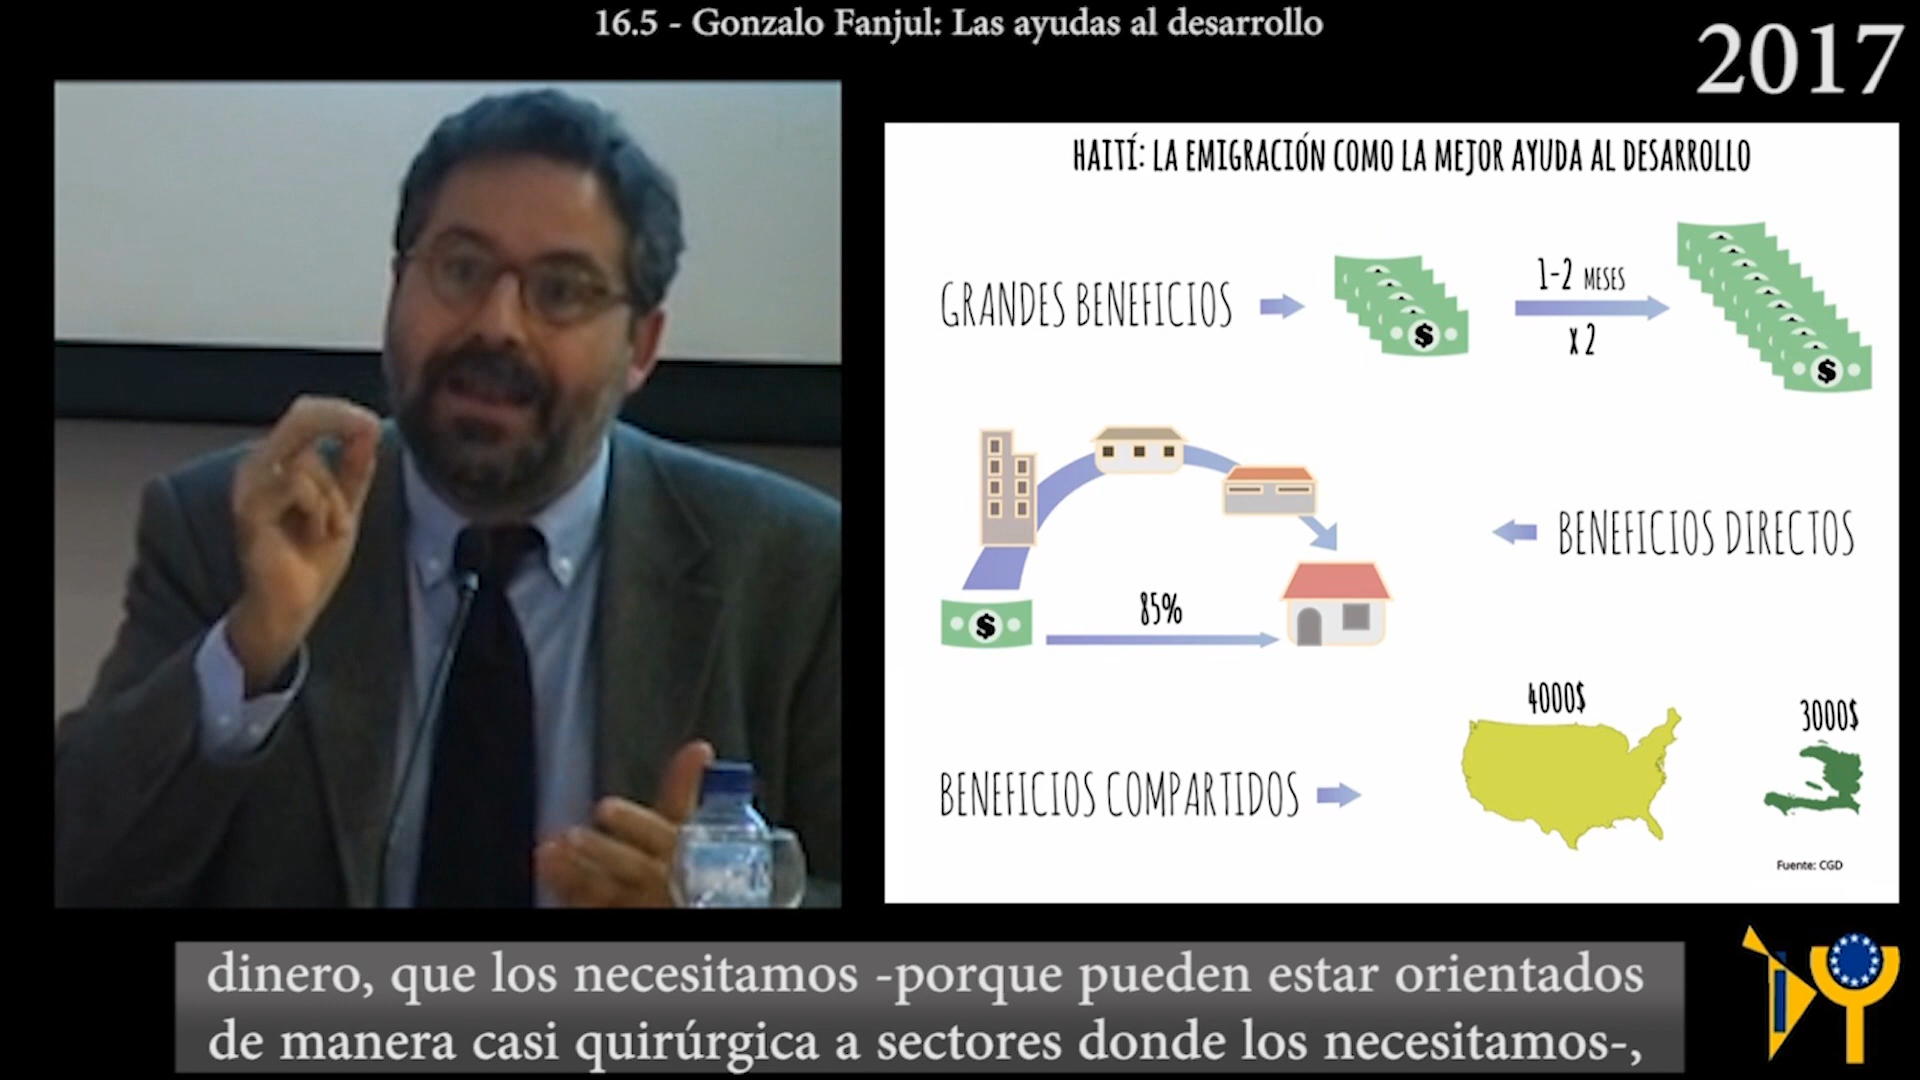 16.5 - Gonzalo Fanjul: Las ayudas al desarrollo
2017
HAITÍ: LA EMIGRACIÓN COMO LA MEJOR AYUDA AL DESARROLLO
GRANDES BENEFICIOS
1-2 MESES
X 2
$
$
BENEFICIOS DIRECTOS
85%
$
4000$
3000$
BENEFICIOS COMPARTIDOS
Fuente: CGD
dinero, que los necesitamos -porque pueden estar orientados
de manera casi quirúrgica a sectores donde los necesitamos-,